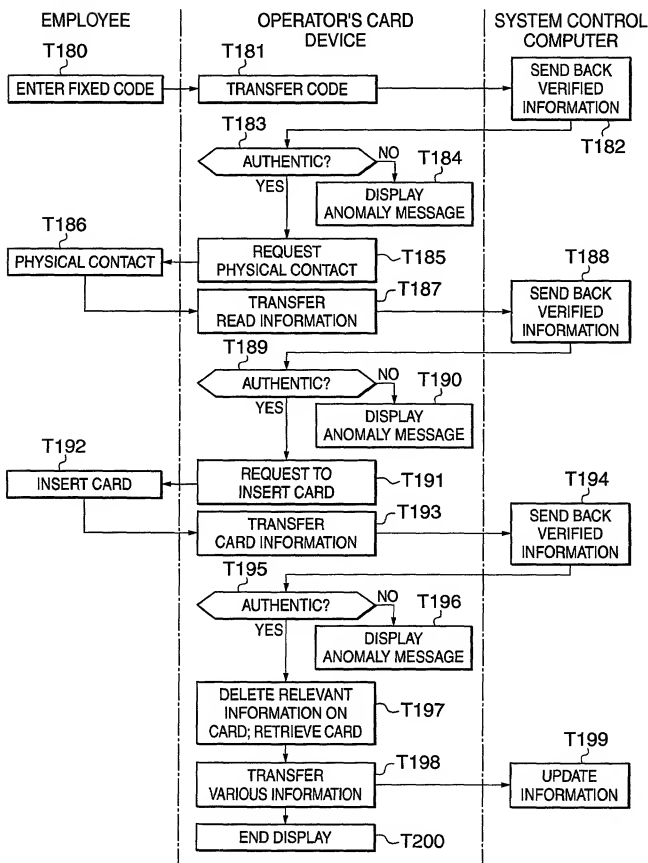 EMPLOYEE
OPERATOR'S CARD
DEVICE
SYSTEM CONTROL
COMPUTER
T180
ENTER FIXED CODE
T181
TRANSFER CODE
SEND BACK
VERIFIED
INFORMATION
T182
T183
AUTHENTIC?
NO
YES
T184
DISPLAY
ANOMALY MESSAGE
T186
PHYSICAL CONTACT
REQUEST
PHYSICAL CONTACT
T185
T187
TRANSFER
READ INFORMATION
T188
SEND BACK
VERIFIED
INFORMATION
T189
AUTHENTIC?
NO
YES
T190
DISPLAY
ANOMALY MESSAGE
T192
INSERT CARD
REQUEST TO
INSERT CARD
T191
T193
TRANSFER
CARD INFORMATION
T194
SEND BACK
VERIFIED
INFORMATION
T195
AUTHENTIC?
NO
YES
T196
DISPLAY
ANOMALY MESSAGE
DELETE RELEVANT
INFORMATION ON
CARD; RETRIEVE CARD
T197
T198
TRANSFER
VARIOUS INFORMATION
T199
UPDATE
INFORMATION
END DISPLAY
T200